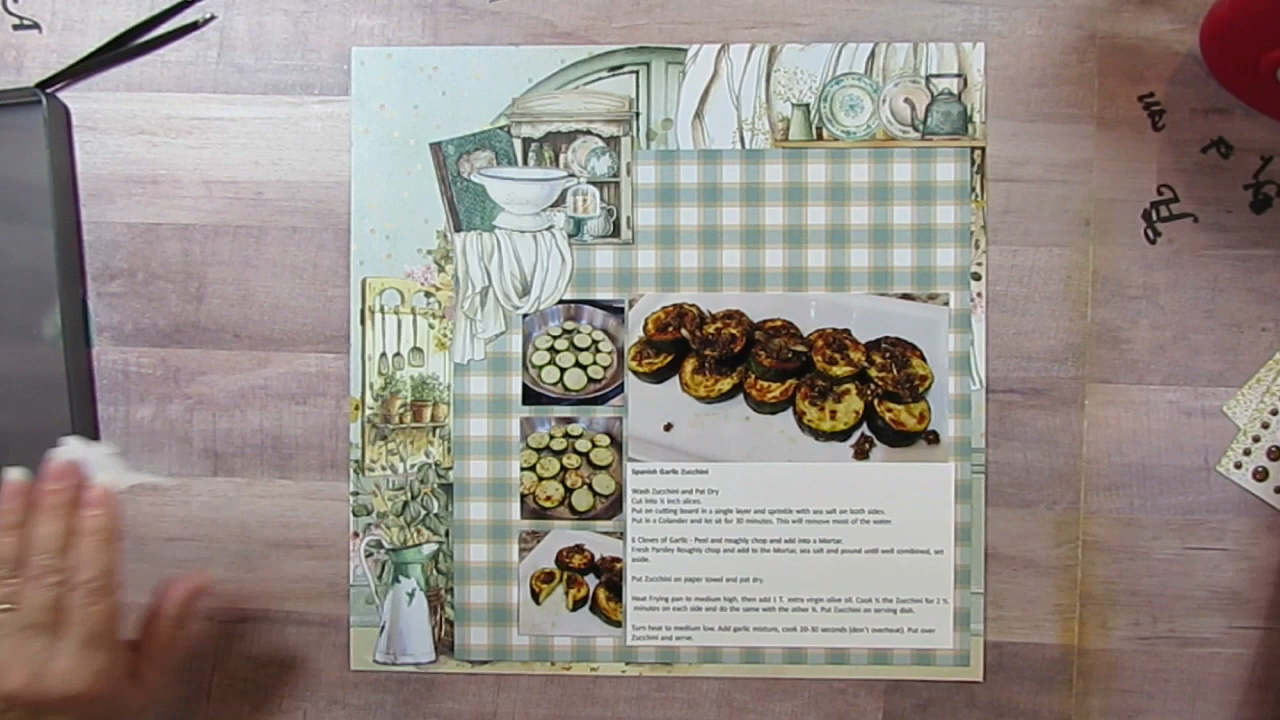 Spanish Garlic Zucchini
Wash Zucchini and Pat Dry
Cut into ½ inch slices.
Put on cutting board in a single layer and sprinkle with sea salt on both sides.
Put in a Colander and let sit for 30 minutes. This will remove most of the water.
6 Cloves of Garlic - Peel and roughly chop and add into a Mortar.
Fresh Parsley Roughly chop and add to the Mortar, sea salt and pound until well combined, set
aside.
Put Zucchini on paper towel and pat dry.
Heat Frying pan to medium high, then add 1 T. extra virgin olive oil. Cook ½ the Zucchini for 2 ½
minutes on each side and do the same with the other ½. Put Zucchini on serving dish.
Turn heat to medium low. Add garlic mixture, cook 20-30 seconds (don't overheat). Put over
Zucchini and serve.